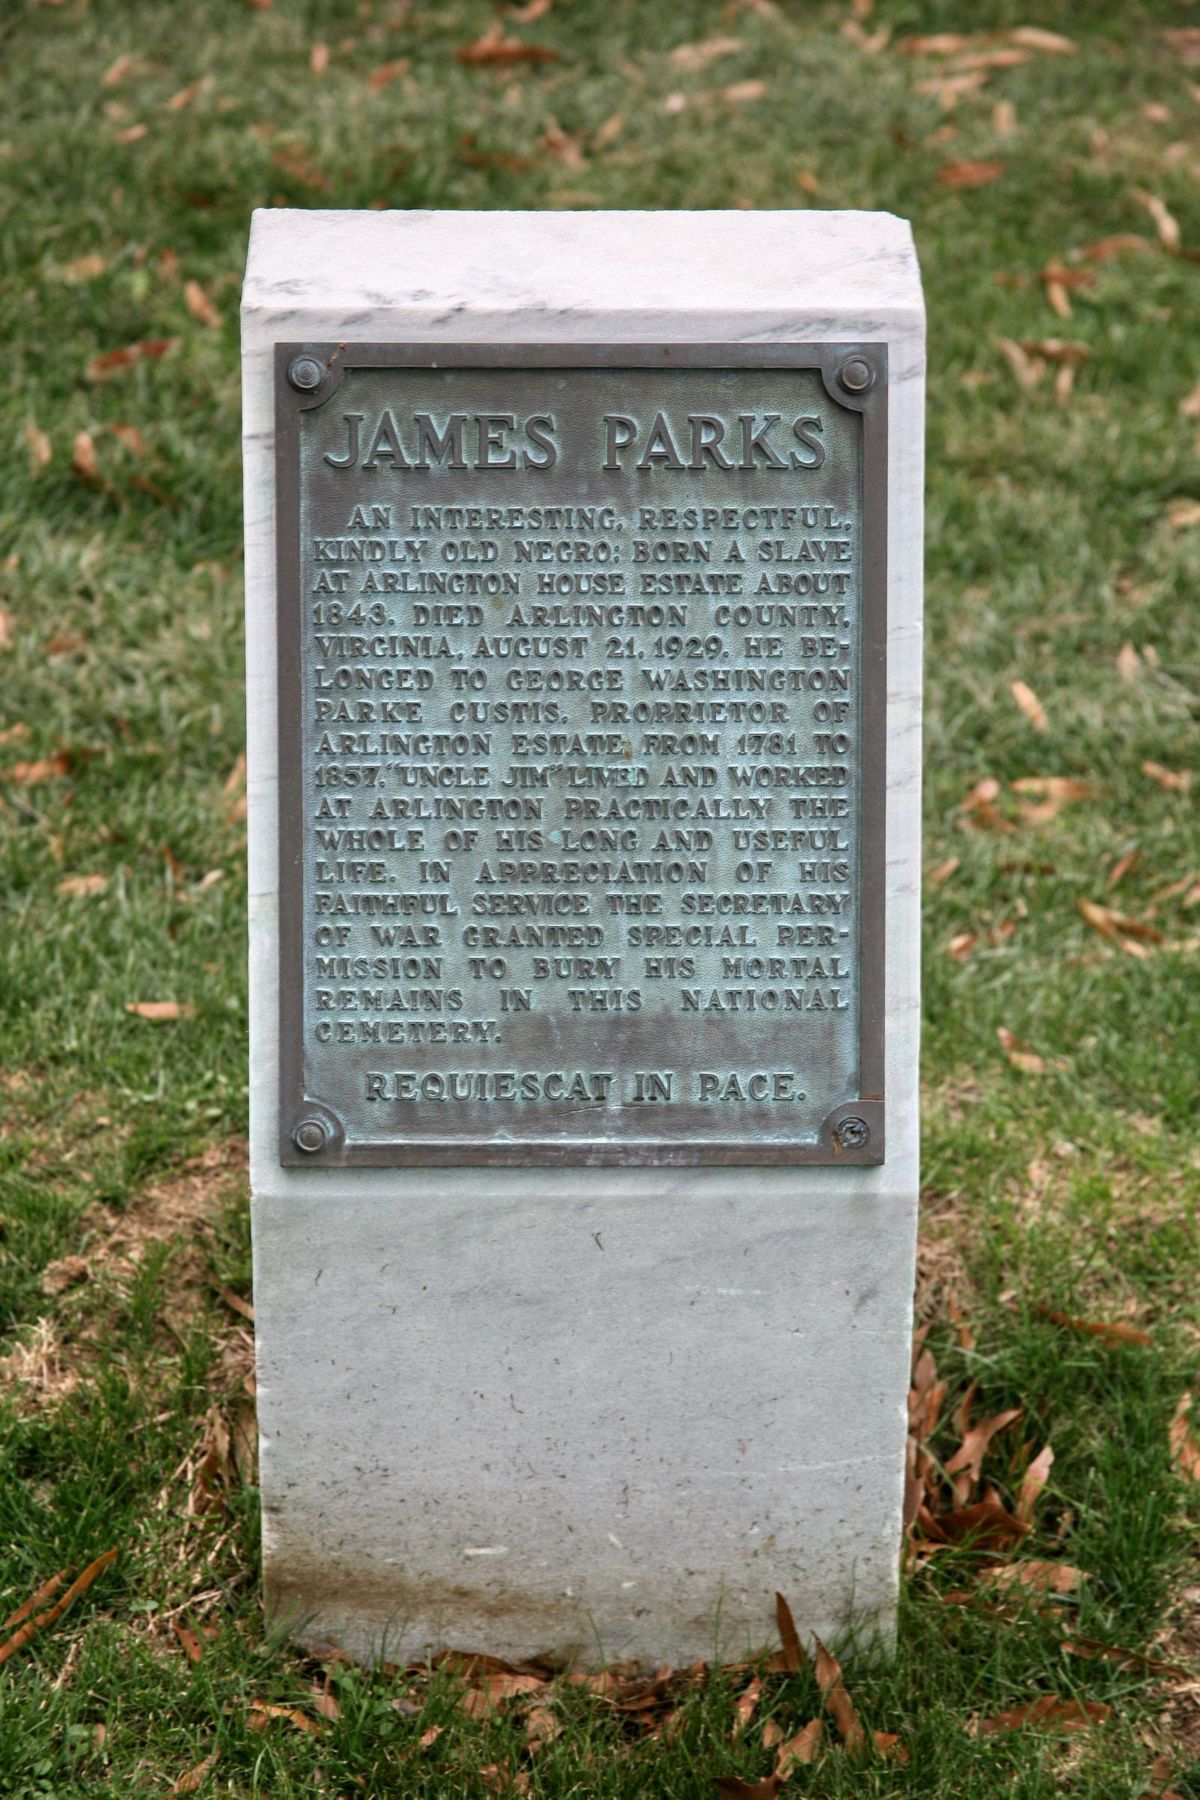 JAMES PARKS
AN INTERESTING, RESPECTFUL,
KINDLY OLD NEGRO; BORN A SLAVE
AT ARLINGTON HOUSE ESTATE ABOUT
1843. DIED ARLINGTON COUNTY,
VIRGINIA, AUGUST 21, 1929. HE BE-
LONGED TO GEORGE WASHINGTON
PARKE CUSTIS, PROPRIETOR OF
ARLINGTON ESTATE FROM 1781 TO
1857. "UNCLE JIM" LIVED AND WORKED
AT ARLINGTON PRACTICALLY THE
WHOLE OF HIS LONG AND USEFUL
LIFE. IN APPRECIATION OF HIS
FAITHFUL SERVICE THE SECRETARY
OF WAR GRANTED SPECIAL PER-
MISSION TO BURY HIS MORTAL
REMAINS IN THIS NATIONAL
CEMETERY.
REQUIESCAT IN PACE.